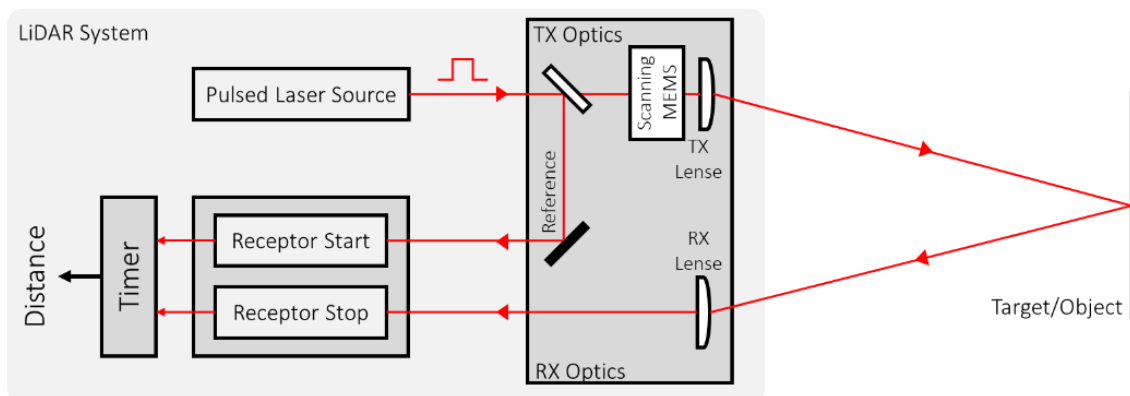 LiDAR System
TX Optics
Pulsed Laser Source
Scanning
MEMS
TX
Lense
Reference
RX
Lense
Receptor Start
Receptor Stop
Timer
Distance
Target/Object
RX Optics